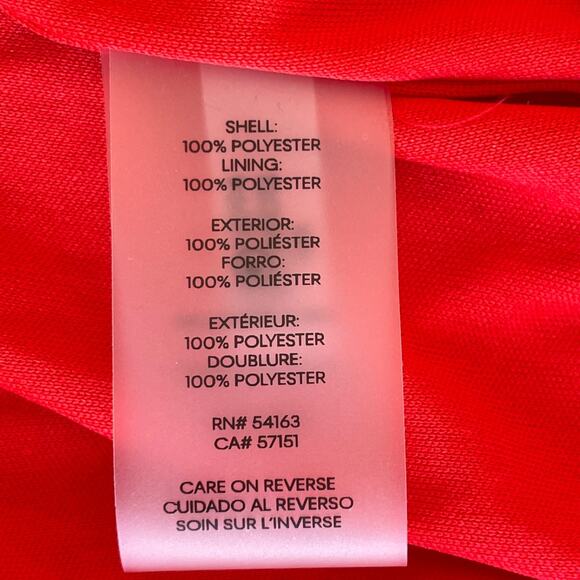 SHELL:
100% POLYESTER
LINING:
100% POLYESTER
EXTERIOR:
100% POLIÉSTER
FORRO:
100% POLIÉSTER
EXTÉRIEUR:
100% POLYESTER
DOUBLURE:
100% POLYESTER
RN# 54163
CA# 57151
CARE ON REVERSE
CUIDADO AL REVERSO
SOIN SUR L'INVERSE